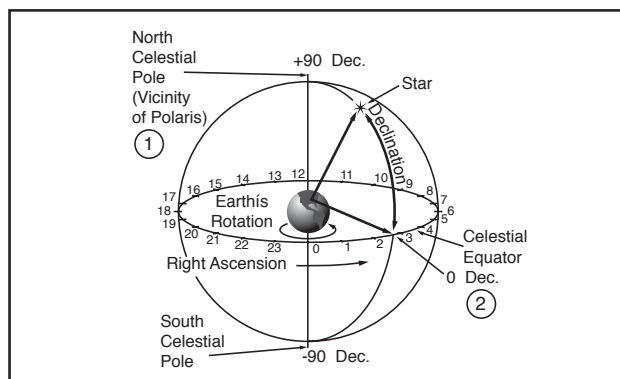 North
Celestial
Pole
(Vicinity
of Polaris)
1
+90 Dec.
Star
Declination
12
11
10
9
8
7
6
5
4
3
2
1
0
23
22
21
20
19
18
17
16
15
14
13
Earthís
Rotation
Right Ascension
Celestial
Equator
0 Dec.
2
South
Celestial
Pole
-90 Dec.